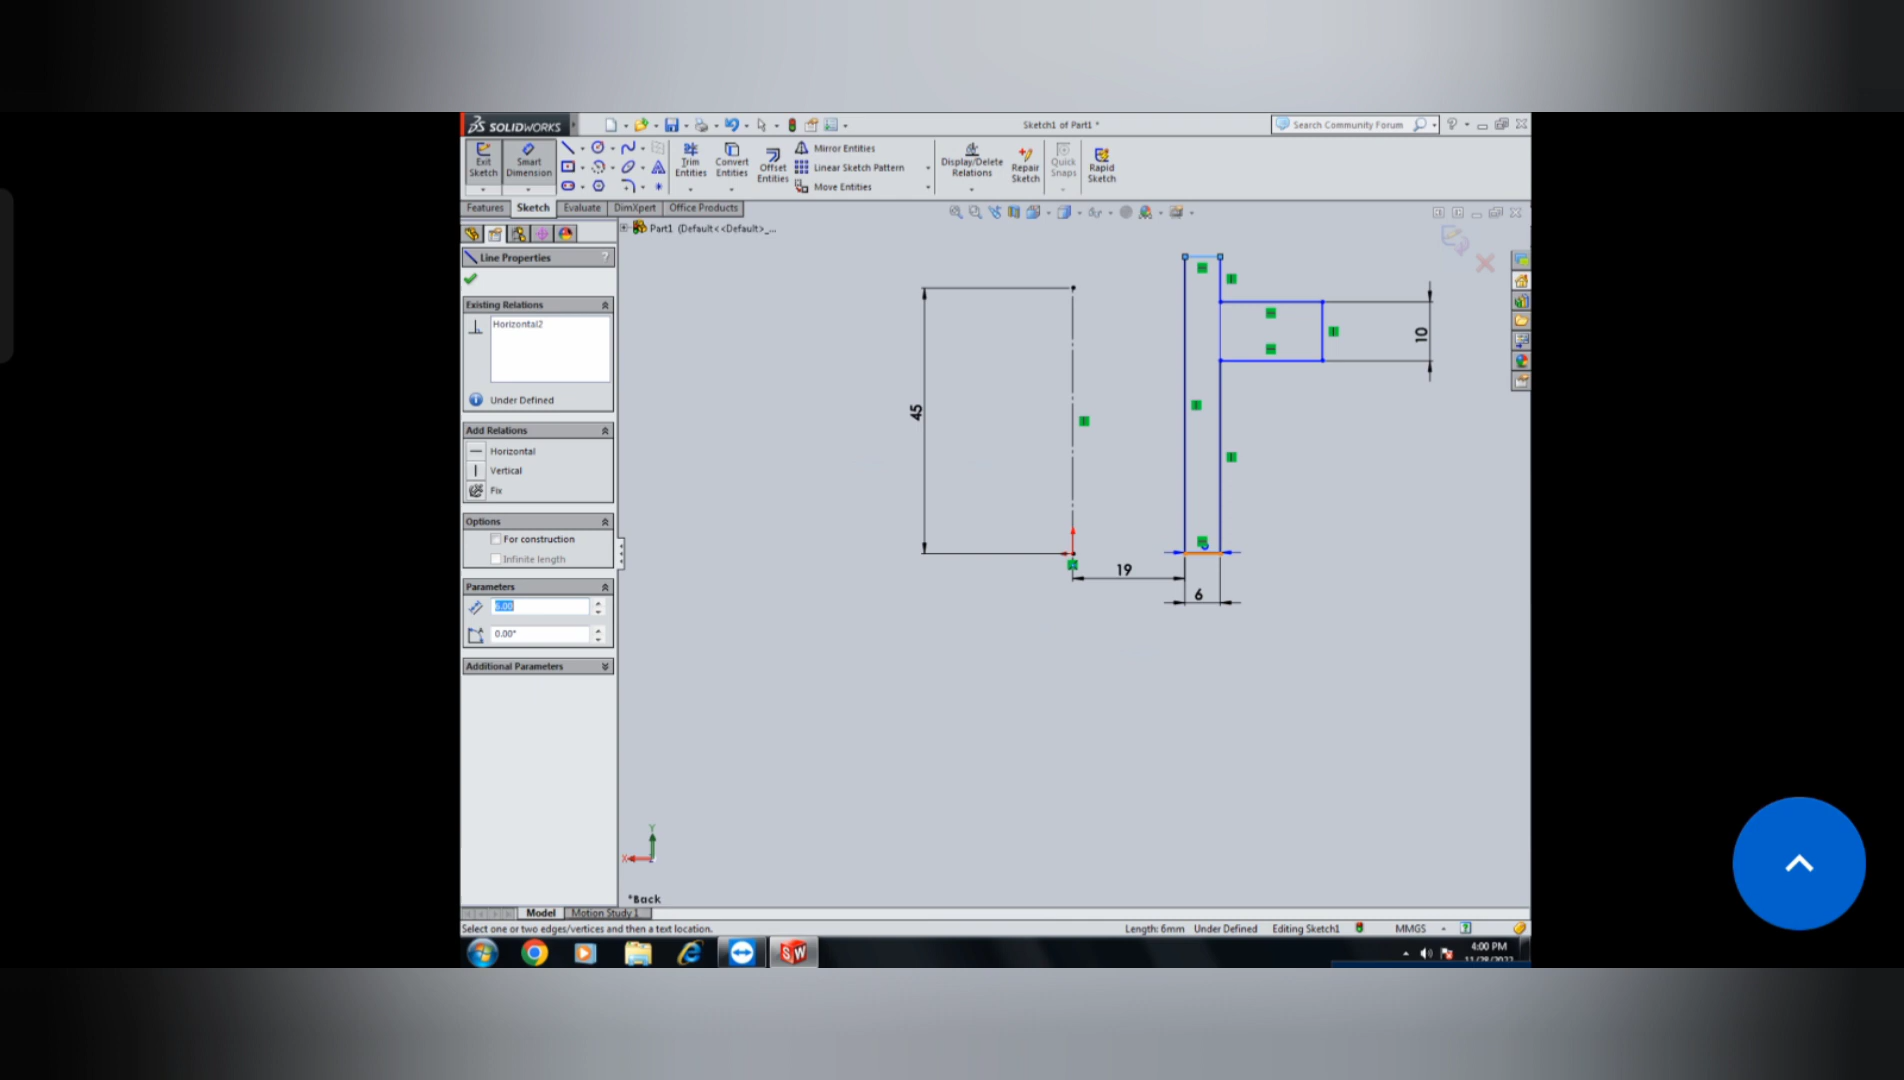 SOLIDWORKS
Sketch1 of Part1 *
Search Community Forum
Exit Sketch
Smart Dimension
Trim Entities
Convert Entities
Offset Entities
Mirror Entities
Linear Sketch Pattern
Move Entities
Display/Delete Relations
Repair Sketch
Quick Snaps
Rapid Sketch
Features
Sketch
Evaluate
DimXpert
Office Products
Part1 (Default<<Default>_...
Line Properties
?
Existing Relations
Horizontal2
Under Defined
Add Relations
Horizontal
Vertical
Fix
Options
For construction
Infinite length
Parameters
6.00
0.00°
Additional Parameters
45
10
19
6
Y
X
*Back
Model
Motion Study 1
Select one or two edges/vertices and then a text location.
Length: 6mm
Under Defined
Editing Sketch1
MMGS
SW
4:00 PM
11/28/2022